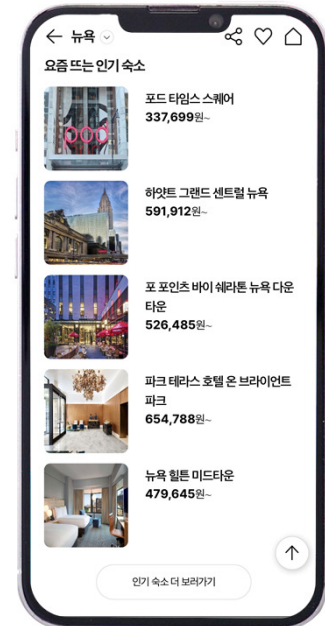 뉴욕
요즘 뜨는 인기 숙소
pod
포드 타임스 스퀘어
337,699원~
하얏트 그랜드 센트럴 뉴욕
591,912원~
포 포인츠 바이 쉐라톤 뉴욕 다운
타운
526,485원~
파크 테라스 호텔 온 브라이언트
파크
654,788원~
뉴욕 힐튼 미드타운
479,645원~
인기 숙소 더 보러가기